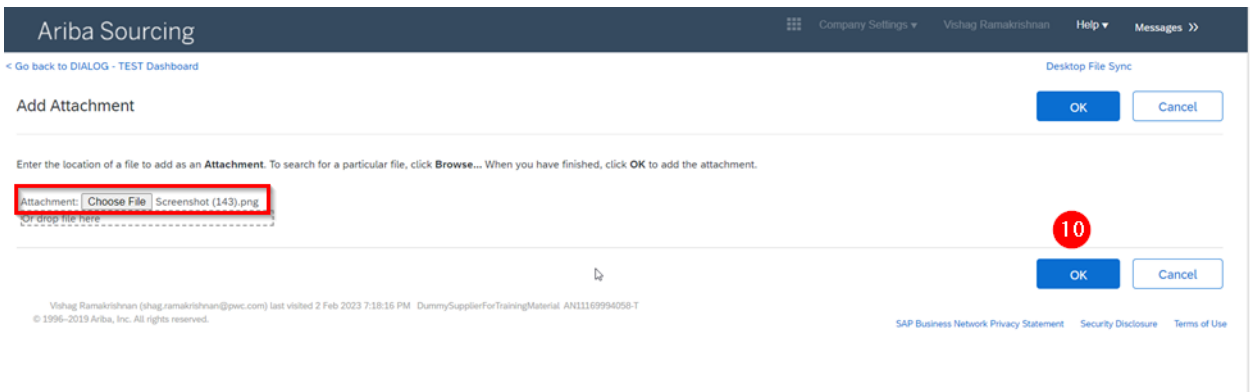 Ariba Sourcing
Company Settings ▾ Vishag Ramakrishnan Help ▾ Messages >>
< Go back to DIALOG - TEST Dashboard Desktop File Sync
Add Attachment OK Cancel
Enter the location of a file to add as an Attachment. To search for a particular file, click Browse... When you have finished, click OK to add the attachment.
Attachment: Choose File Screenshot (143).png
Or drop file here
10
OK Cancel
Vishag Ramakrishnan (shag.ramakrishnan@pwc.com) last visited 2 Feb 2023 7:18:16 PM DummySupplierForTrainingMaterial AN11169994058-T
© 1996–2019 Ariba, Inc. All rights reserved.
SAP Business Network Privacy Statement Security Disclosure Terms of Use